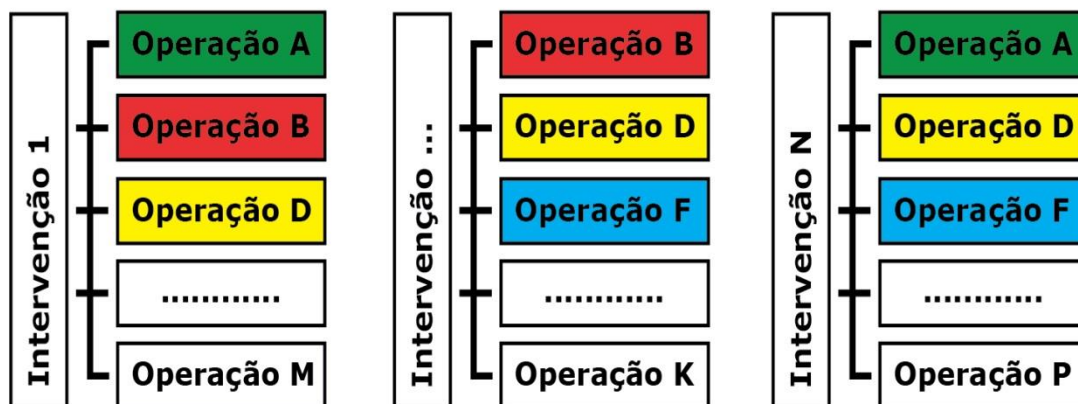 Intervenção 1
Operação A
Operação B
Operação D
............
Operação M
Intervenção ...
Operação B
Operação D
Operação F
............
Operação K
Intervenção N
Operação A
Operação D
Operação F
............
Operação P